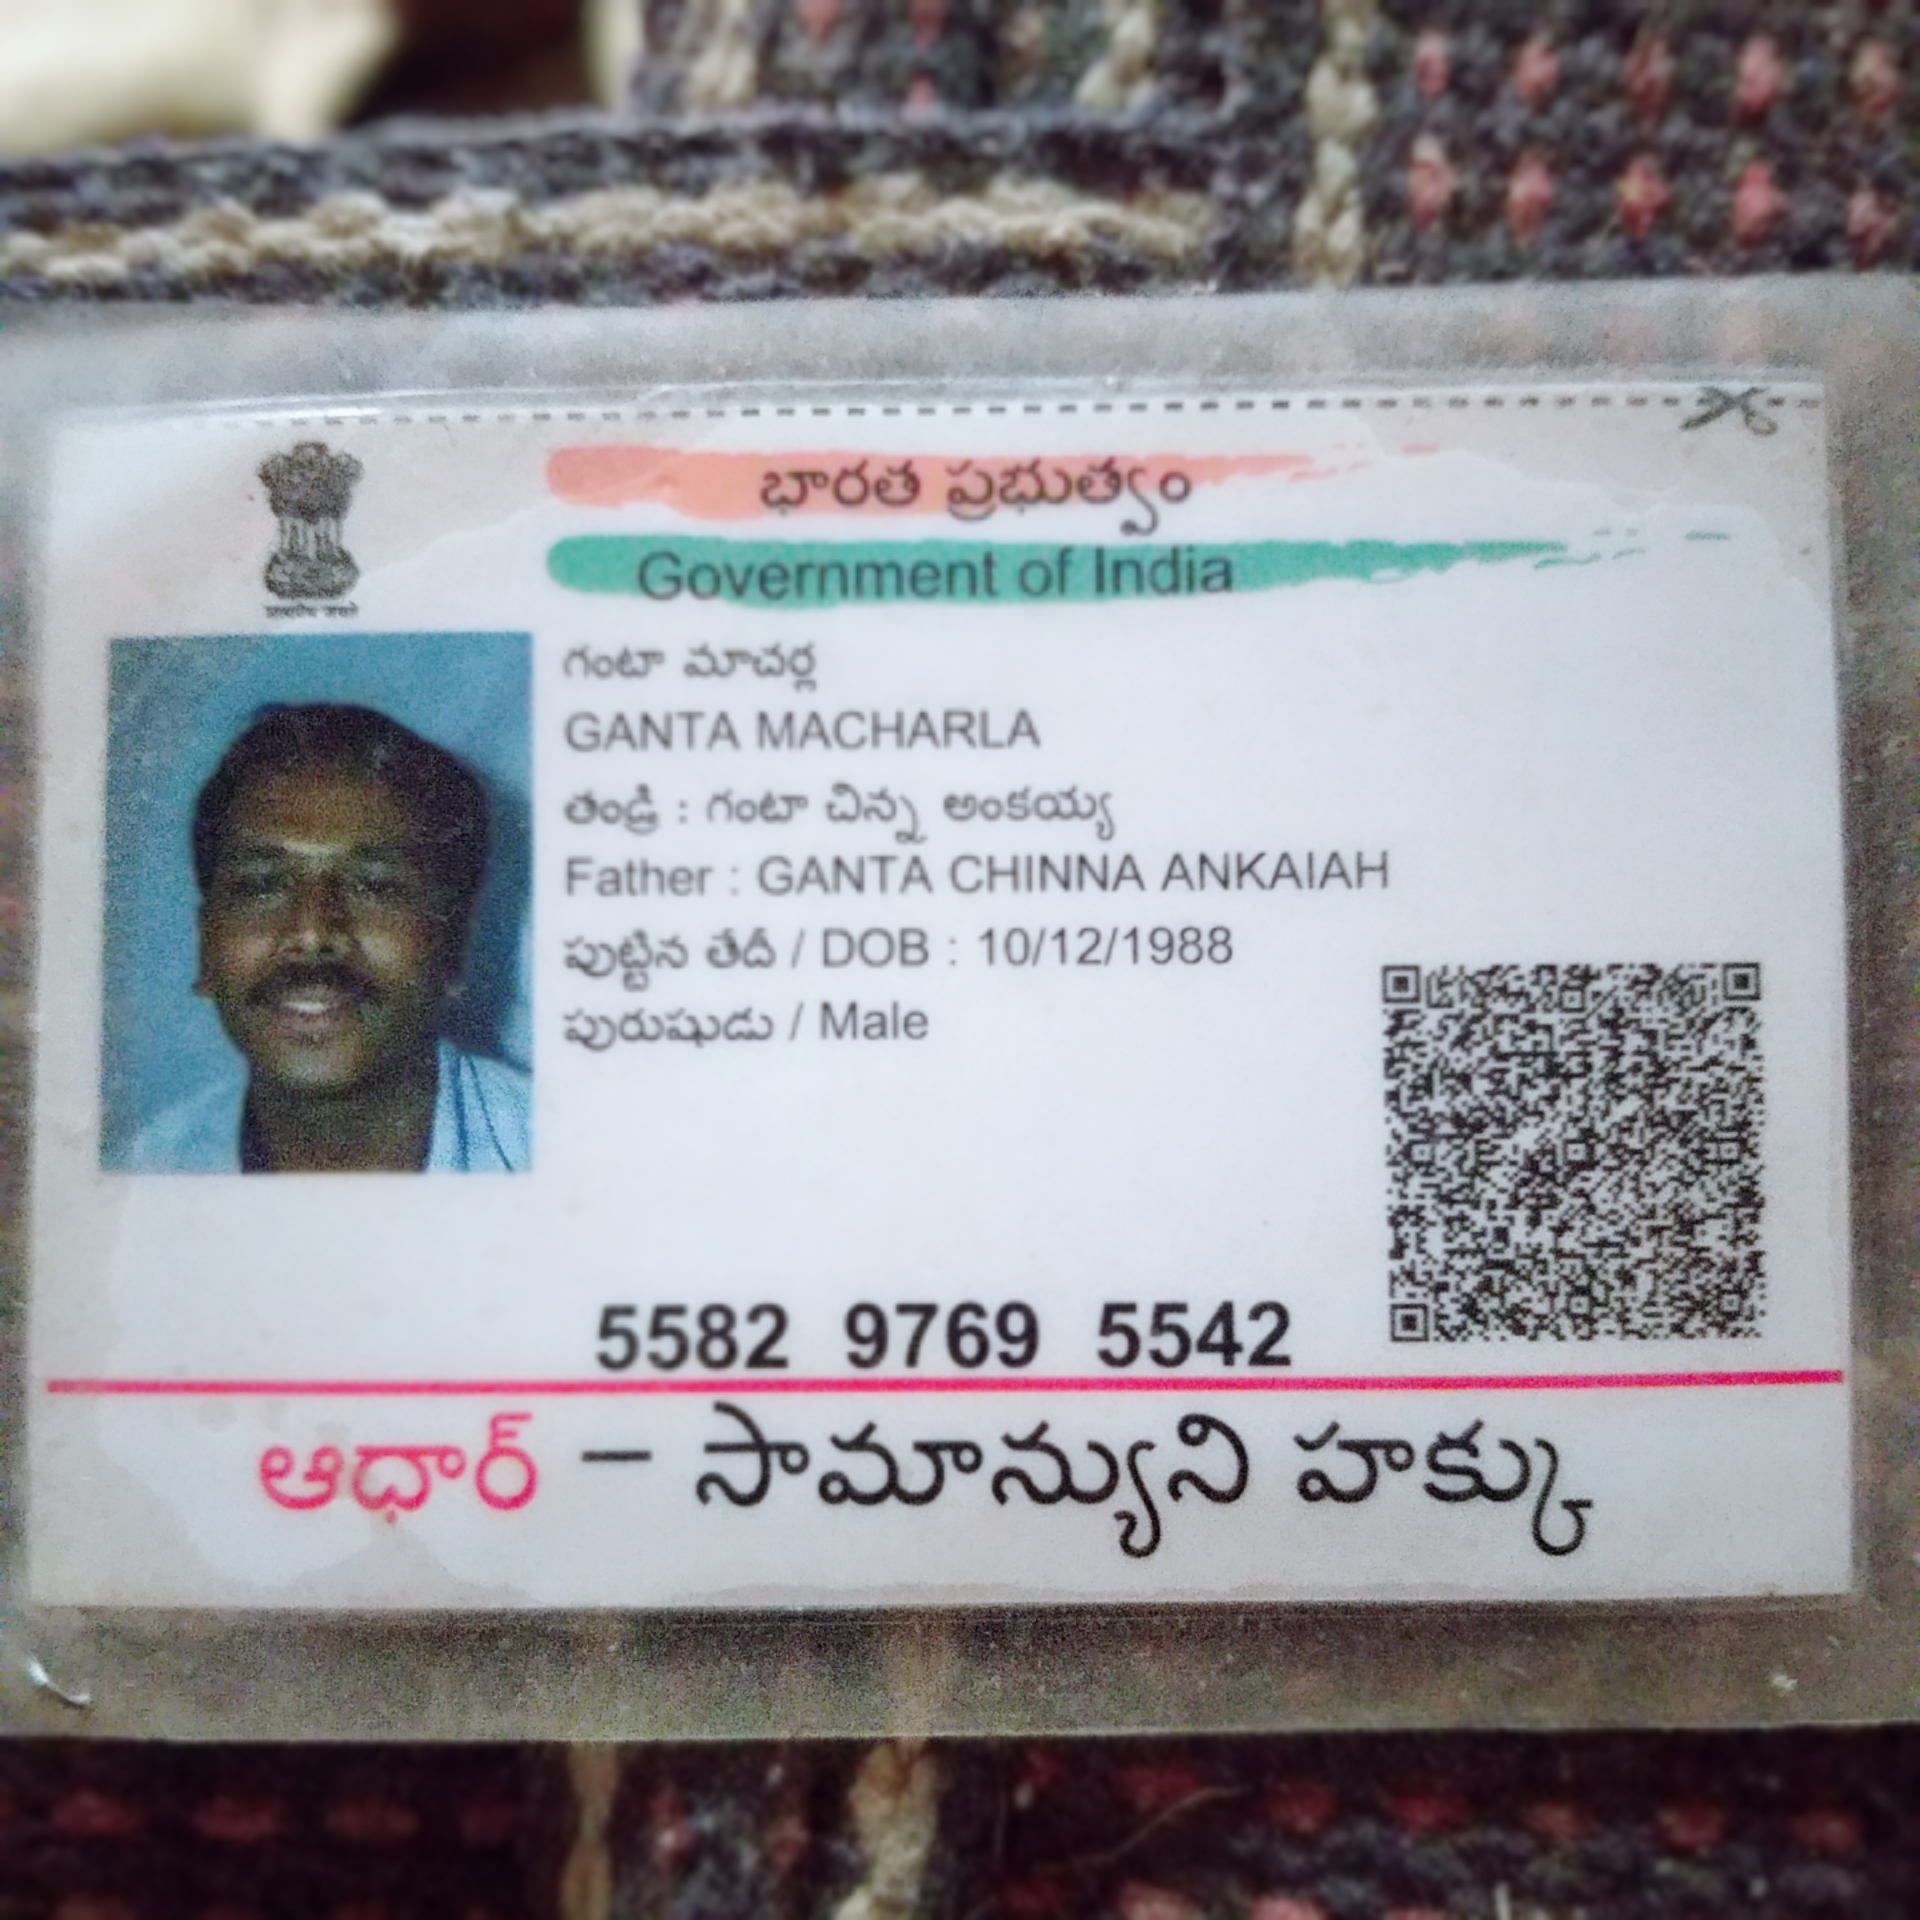 భారత ప్రభుత్వం
Government of India
గంటా మాచర్ల
GANTA MACHARLA
తండ్రి : గంటా చిన్న అంకయ్య
Father : GANTA CHINNA ANKAIAH
పుట్టిన తేదీ / DOB : 10/12/1988
పురుషుడు / Male
5582 9769 5542
ఆధార్ – సామాన్యుని హక్కు